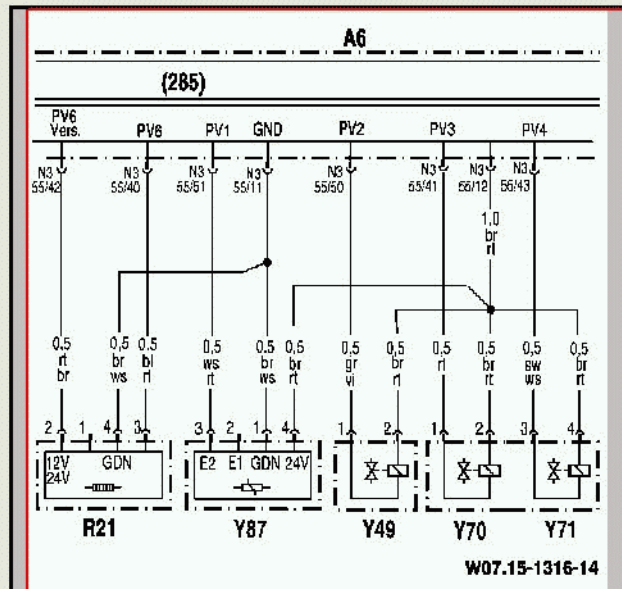 A6
(285)
PV6 Vers.
PV6
PV1
GND
PV2
PV3
PV4
N3 55/42
N3 55/40
N3 55/51
N3 55/11
N3 55/50
N3 55/41
N3 55/12
N3 55/43
1,0 br rl
0,5 rt br
0,5 br ws
0,5 bl rt
0,5 ws rt
0,5 br ws
0,5 br rt
0,5 gr vi
0,5 br rt
0,5 rl
0,5 br rt
0,5 sw ws
0,5 br rt
2 1 4 3
3 2 1 4
1 2
1 2
3 4
12V 24V
GDN
E2 E1 GDN 24V
R21
Y87
Y49
Y70
Y71
W07.15-1316-14